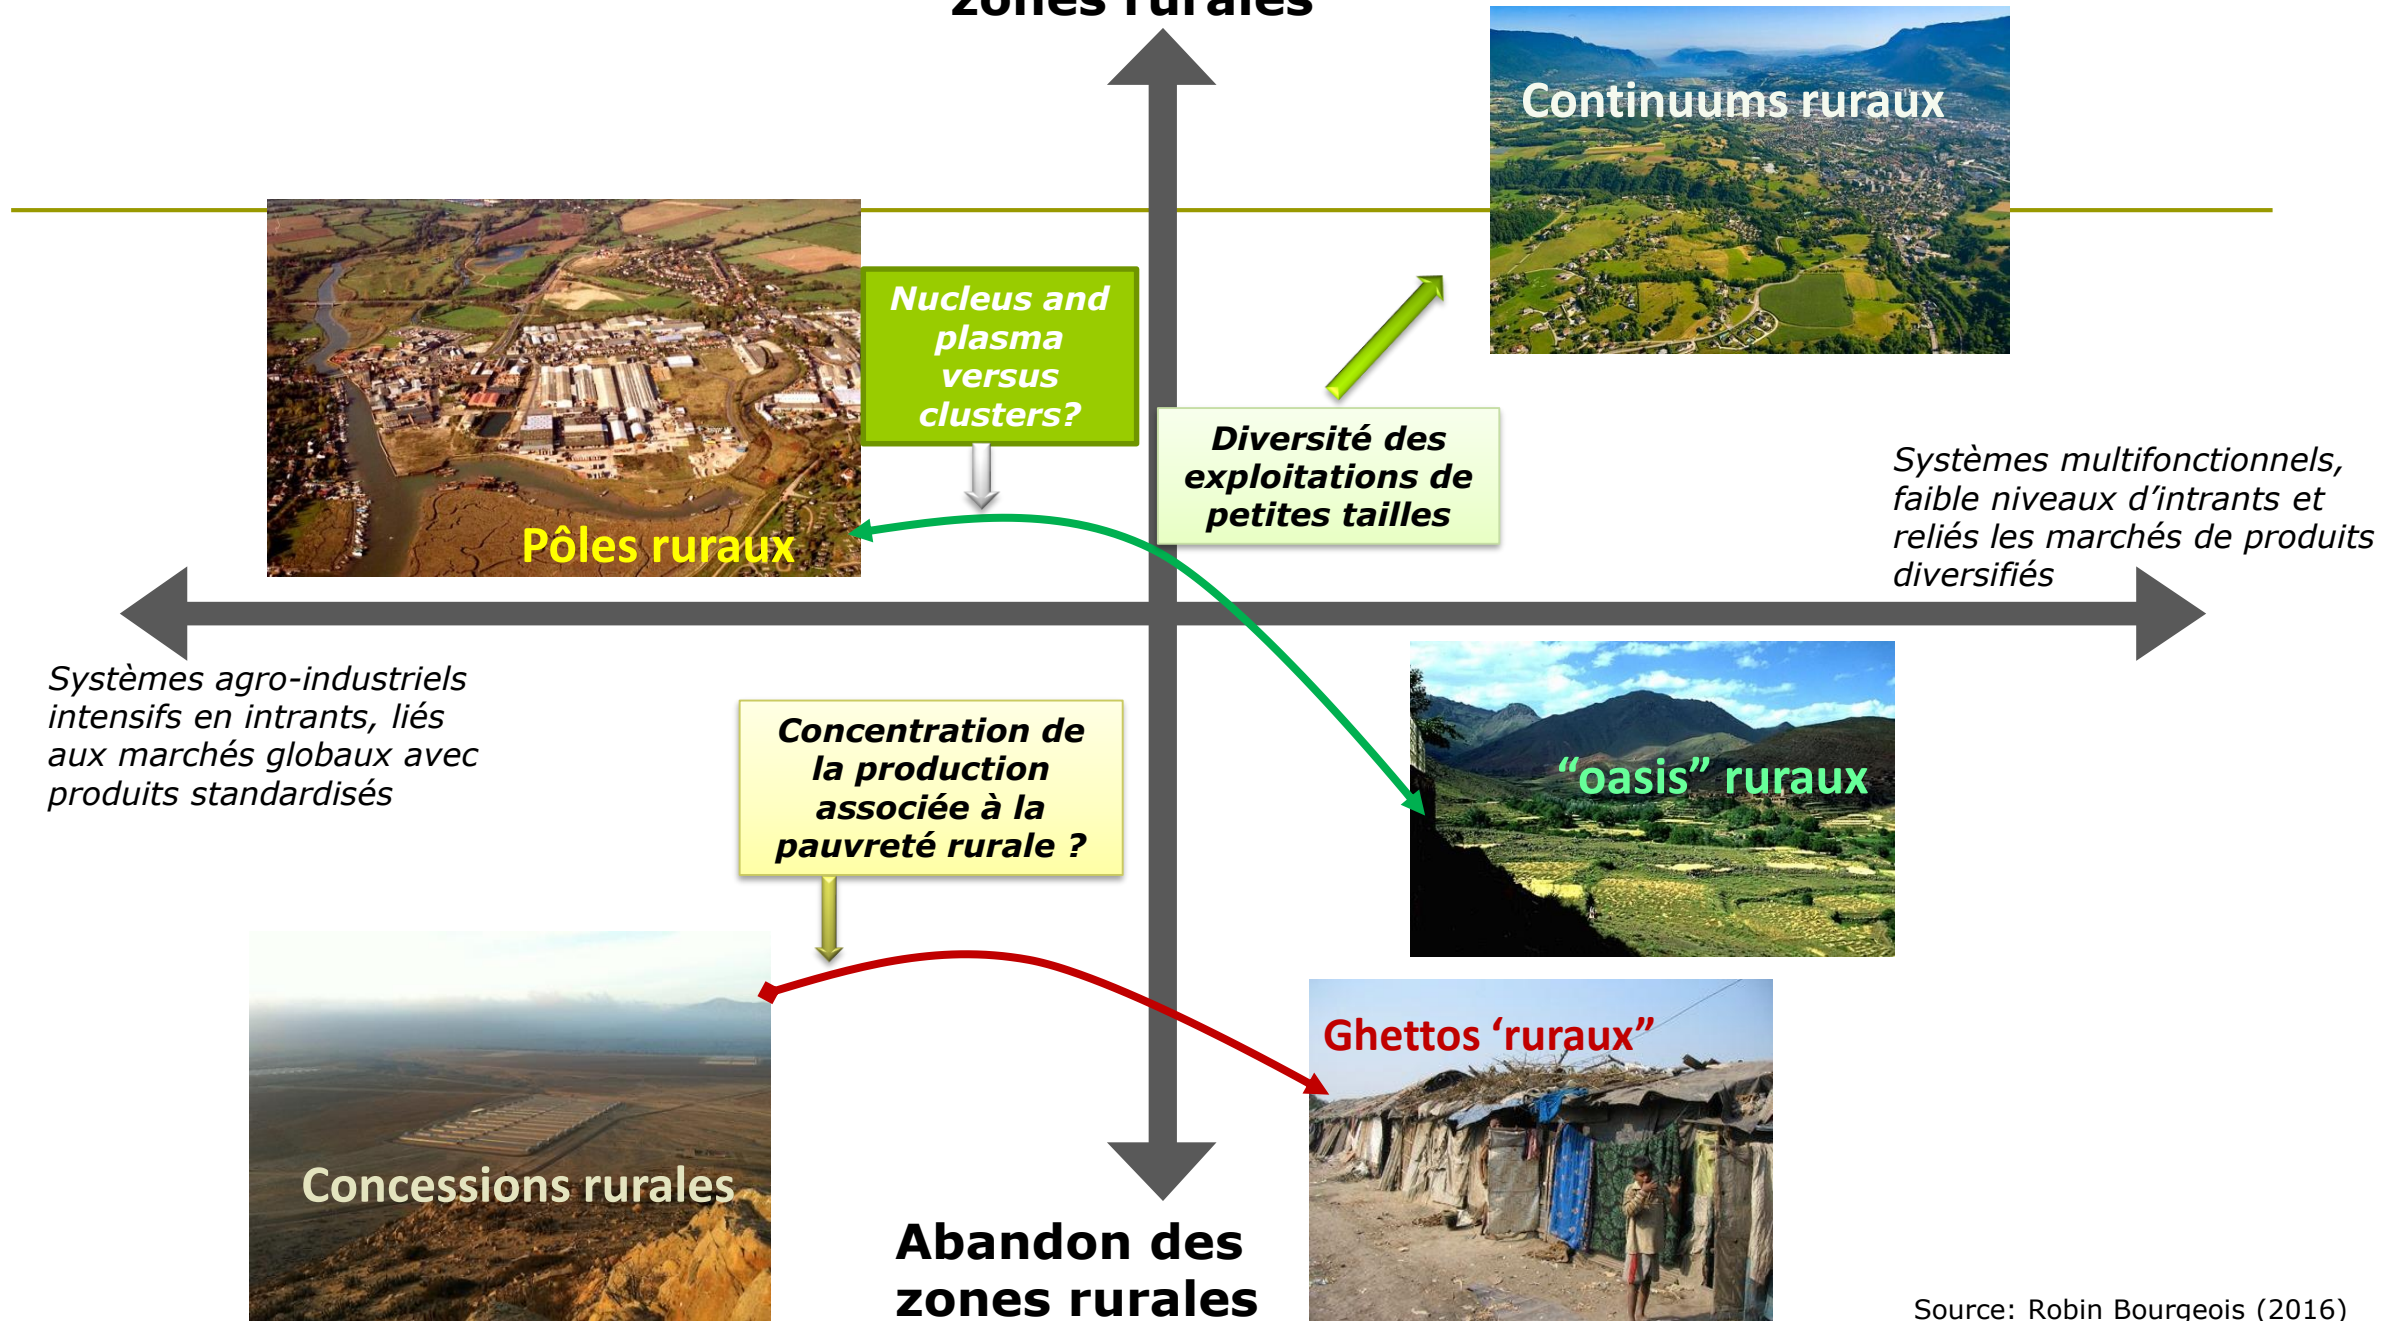 zones rurales
Continuums ruraux
Nucleus and
plasma
versus
clusters?
Diversité des
exploitations de
petites tailles
Systèmes multifonctionnels,
faible niveaux d’intrants et
reliés les marchés de produits
diversifiés
Pôles ruraux
Systèmes agro-industriels
intensifs en intrants, liés
aux marchés globaux avec
produits standardisés
Concentration de
la production
associée à la
pauvreté rurale ?
“oasis” ruraux
Ghettos ‘ruraux”
Concessions rurales
Abandon des
zones rurales
Source: Robin Bourgeois (2016)